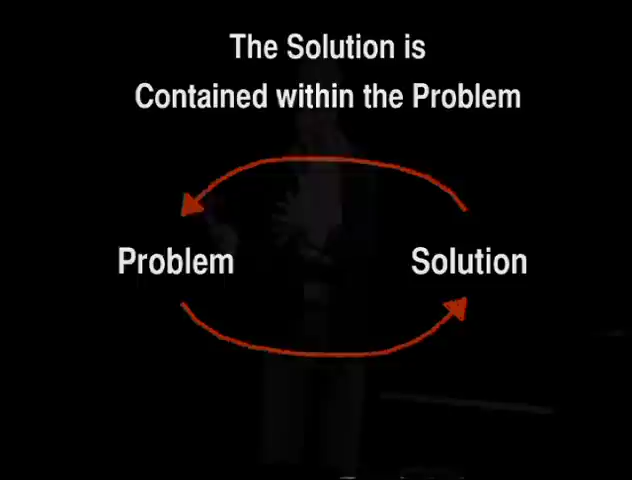 The Solution is
Contained within the Problem
Problem
Solution